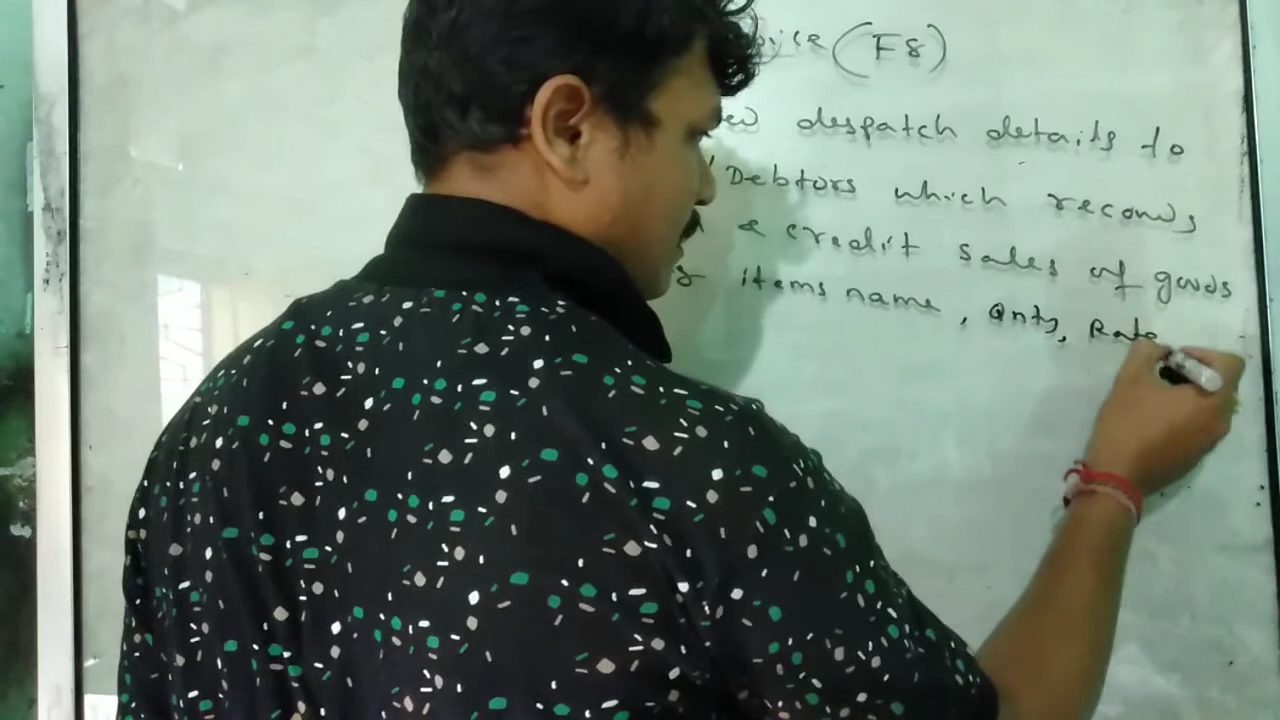 (F8)
despatch details to
Debtors which records
& credit sales of goods
items name, Qnty, Rate